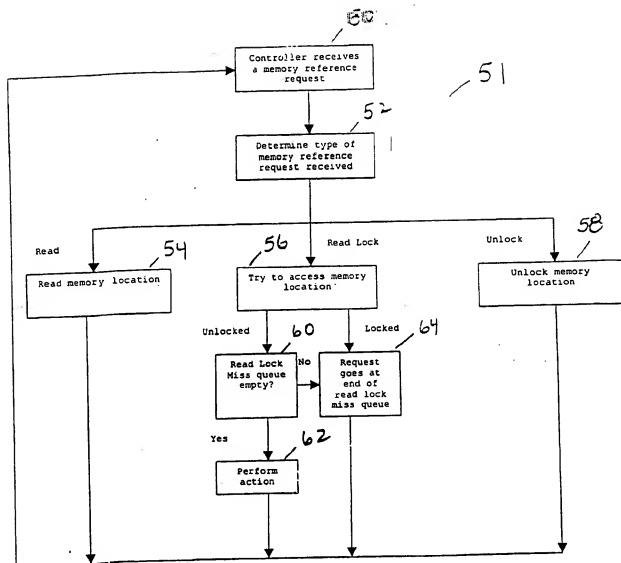 Controller receives
a memory reference
request
51
52
Determine type of
memory reference
request received
Read
54
56
Read Lock
Unlock
58
Read memory location
Try to access memory
location
Unlock memory
location
Unlocked
60
Locked
64
Read Lock
Miss queue
empty?
No
Request
goes at
end of
read lock
miss queue
Yes
62
Perform
action